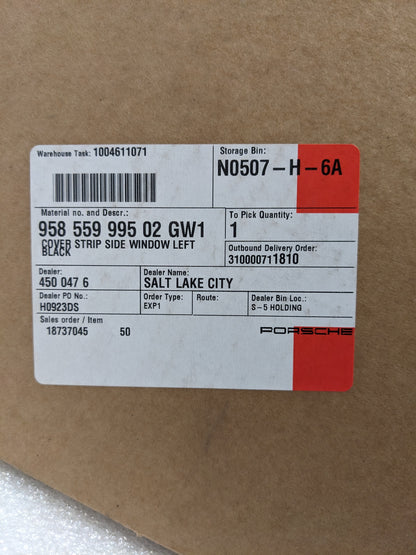 Warehouse Task: 1004611071
Storage Bin:
N0507-H-6A
Material no. and Descr.:
958 559 995 02 GW1
COVER STRIP SIDE WINDOW LEFT
BLACK
To Pick Quantity:
1
Outbound Delivery Order:
310000711810
Dealer:
450 047 6
Dealer Name:
SALT LAKE CITY
Dealer PO No.:
H0923DS
Order Type:
EXP1
Route:
Dealer Bin Loc.:
S-5 HOLDING
Sales order / Item
18737045 50
PORSCHE